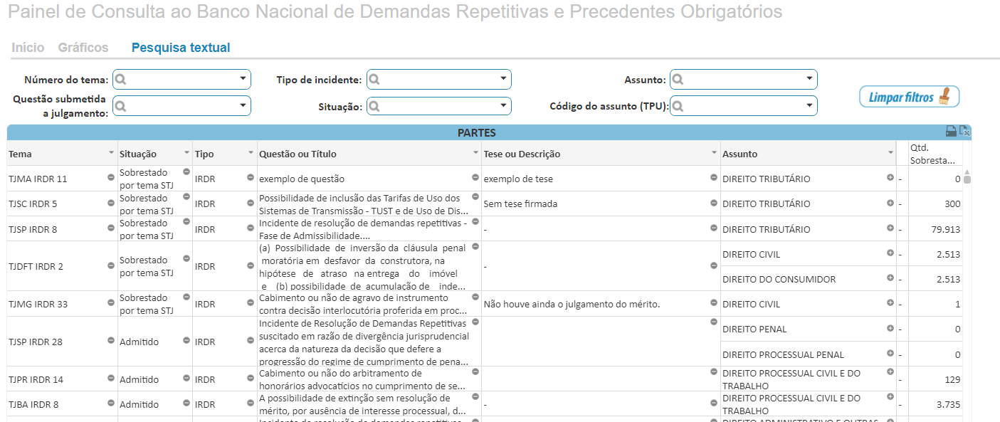 Painel de Consulta ao Banco Nacional de Demandas Repetitivas e Precedentes Obrigatórios
Início Gráficos Pesquisa textual
Número do tema: Tipo de incidente: Assunto:
Questão submetida
a julgamento: Situação: Código do assunto (TPU):
Limpar filtros
PARTES
Tema Situação Tipo Questão ou Título Tese ou Descrição Assunto Qtd.
Sobresta...
TJMA IRDR 11 Sobrestado
por tema STJ IRDR exemplo de questão exemplo de tese DIREITO TRIBUTÁRIO - 0
TJSC IRDR 5 Sobrestado
por tema STJ IRDR Possibilidade de inclusão das Tarifas de Uso dos
Sistemas de Transmissão - TUST e de Uso de Dis... Sem tese firmada DIREITO TRIBUTÁRIO - 300
TJSP IRDR 8 Sobrestado
por tema STJ IRDR Incidente de resolução de demandas repetitivas -
Fase de Admissibilidade.... - DIREITO TRIBUTÁRIO - 79.913
TJDFT IRDR 2 Sobrestado
por tema STJ IRDR (a) Possibilidade de inversão da cláusula penal
moratória em desfavor da construtora, na
hipótese de atraso na entrega do imóvel
e (b) possibilidade de acumulação de inde... - DIREITO CIVIL - 2.513
DIREITO DO CONSUMIDOR - 2.513
TJMG IRDR 33 Sobrestado
por tema STJ IRDR Cabimento ou não de agravo de instrumento
contra decisão interlocutória proferida em proc... Não houve ainda o julgamento do mérito. DIREITO CIVIL - 1
TJSP IRDR 28 Admitido IRDR Incidente de Resolução de Demandas Repetitivas
suscitado em razão de divergência jurisprudencial
acerca da natureza da decisão que defere a
progressão do regime de cumprimento de pena... DIREITO PENAL - 0
DIREITO PROCESSUAL PENAL - 0
TJPR IRDR 14 Admitido IRDR Cabimento ou não do arbitramento de
honorários advocatícios no cumprimento de se... DIREITO PROCESSUAL CIVIL E DO
TRABALHO - 129
TJBA IRDR 8 Admitido IRDR A possibilidade de extinção sem resolução de
mérito, por ausência de interesse processual, d... - DIREITO PROCESSUAL CIVIL E DO
TRABALHO - 3.735